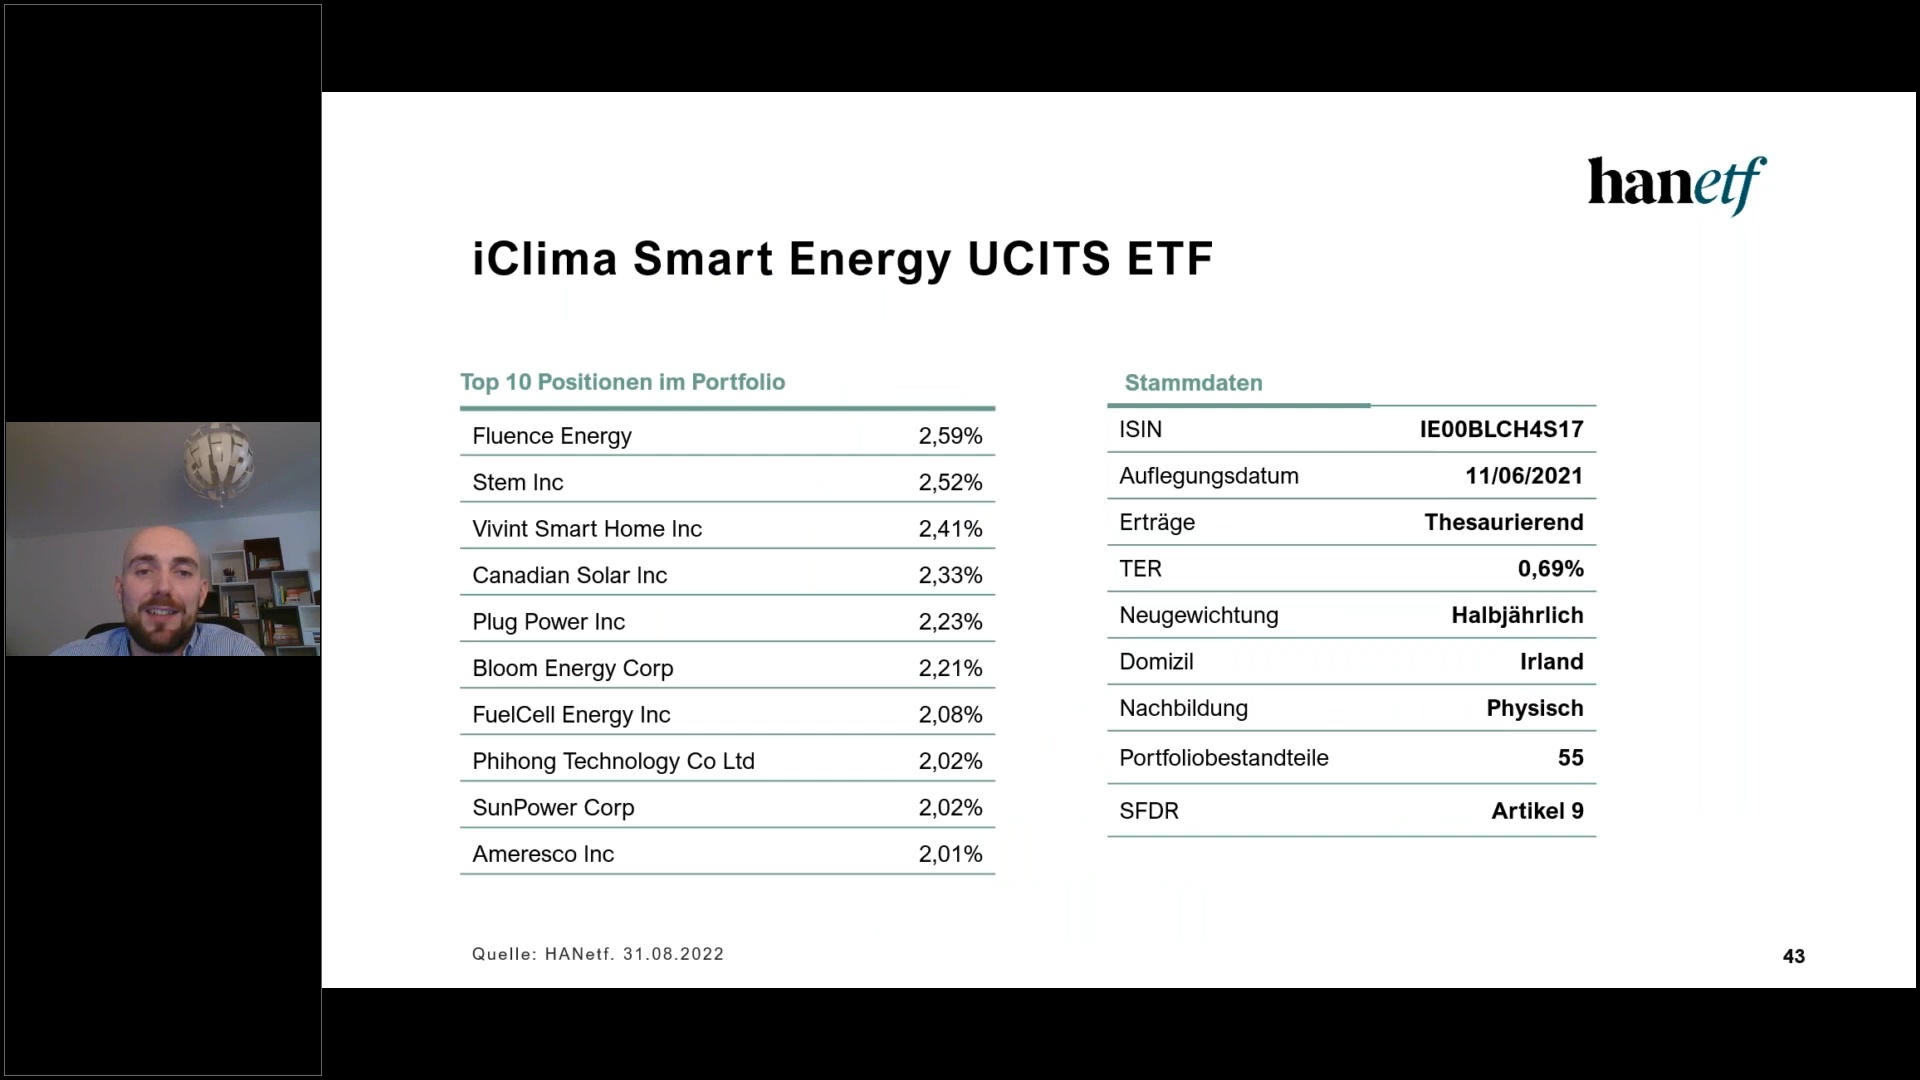 hanetf
iClima Smart Energy UCITS ETF
Top 10 Positionen im Portfolio
Fluence Energy 2,59%
Stem Inc 2,52%
Vivint Smart Home Inc 2,41%
Canadian Solar Inc 2,33%
Plug Power Inc 2,23%
Bloom Energy Corp 2,21%
FuelCell Energy Inc 2,08%
Phihong Technology Co Ltd 2,02%
SunPower Corp 2,02%
Ameresco Inc 2,01%
Stammdaten
ISIN IE00BLCH4S17
Auflegungsdatum 11/06/2021
Erträge Thesaurierend
TER 0,69%
Neugewichtung Halbjährlich
Domizil Irland
Nachbildung Physisch
Portfoliobestandteile 55
SFDR Artikel 9
Quelle: HANetf. 31.08.2022
43